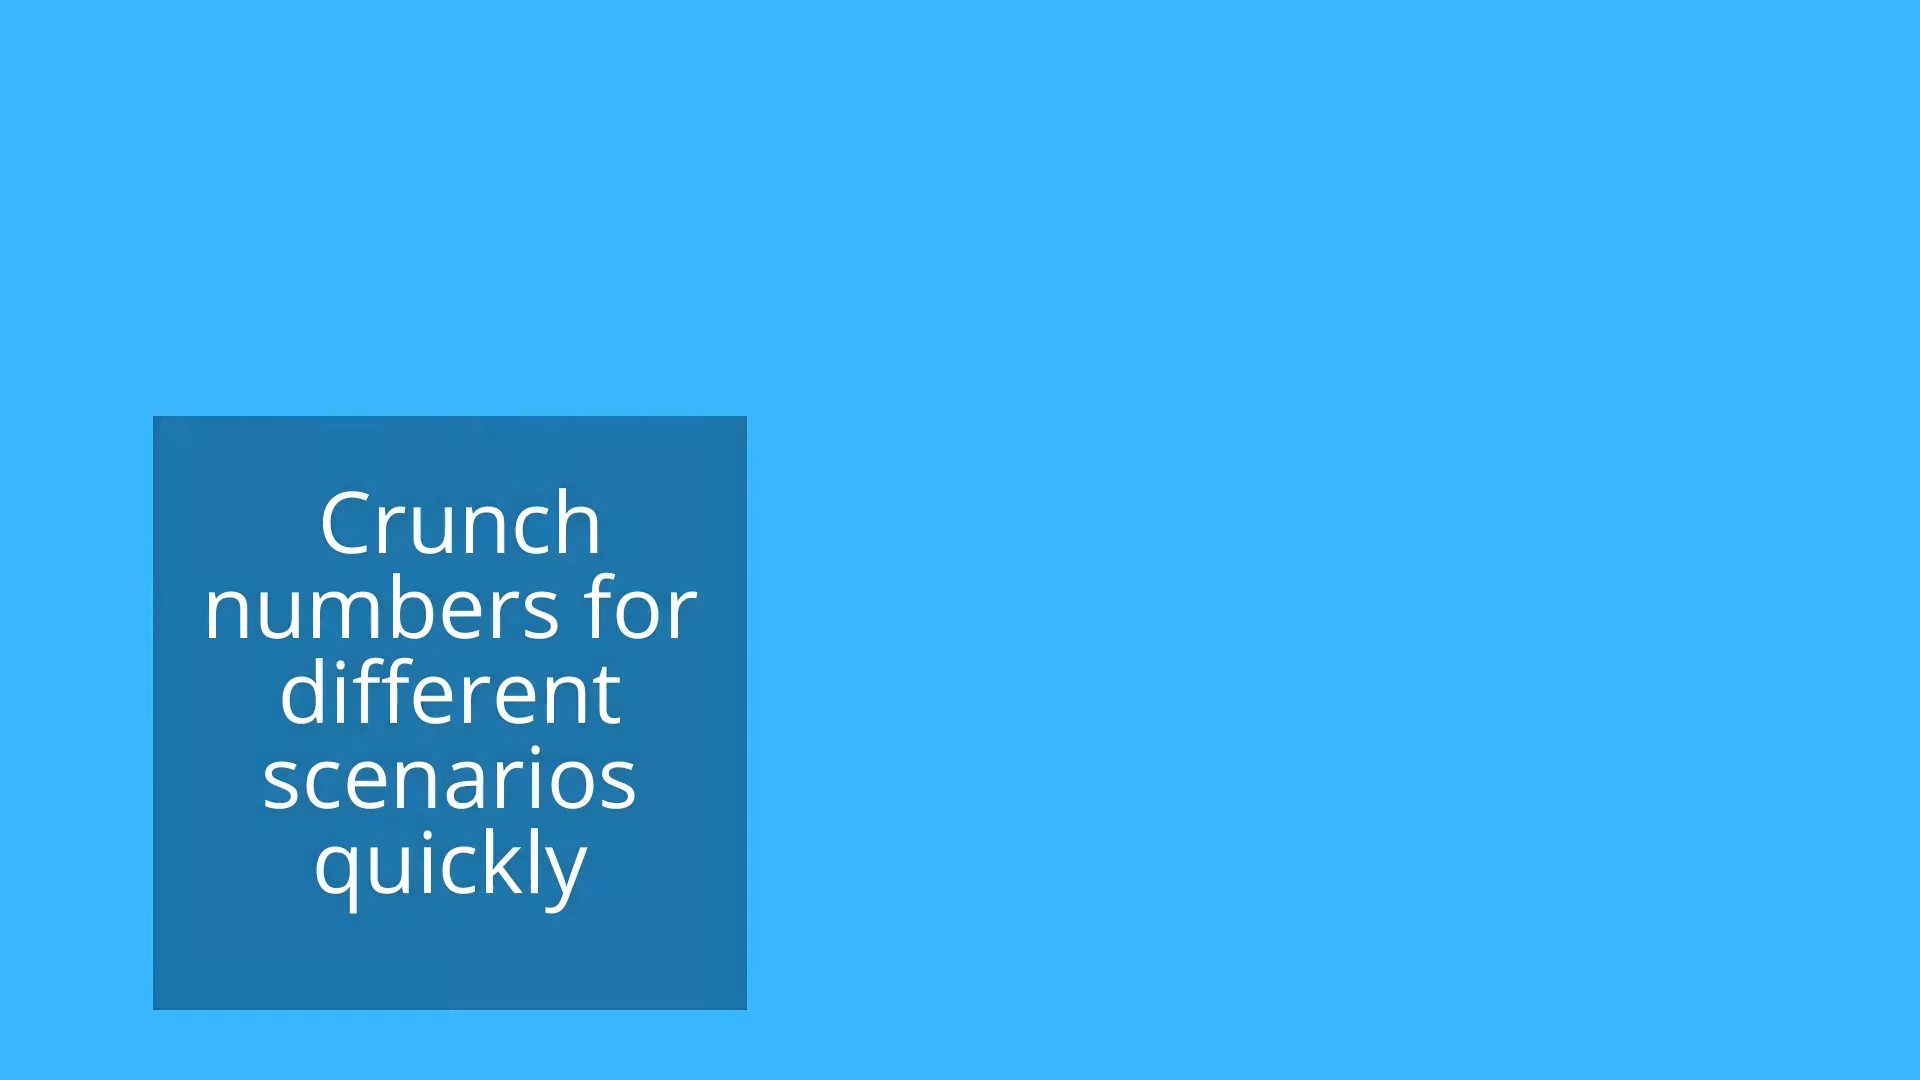 Crunch
numbers for
different
scenarios
quickly